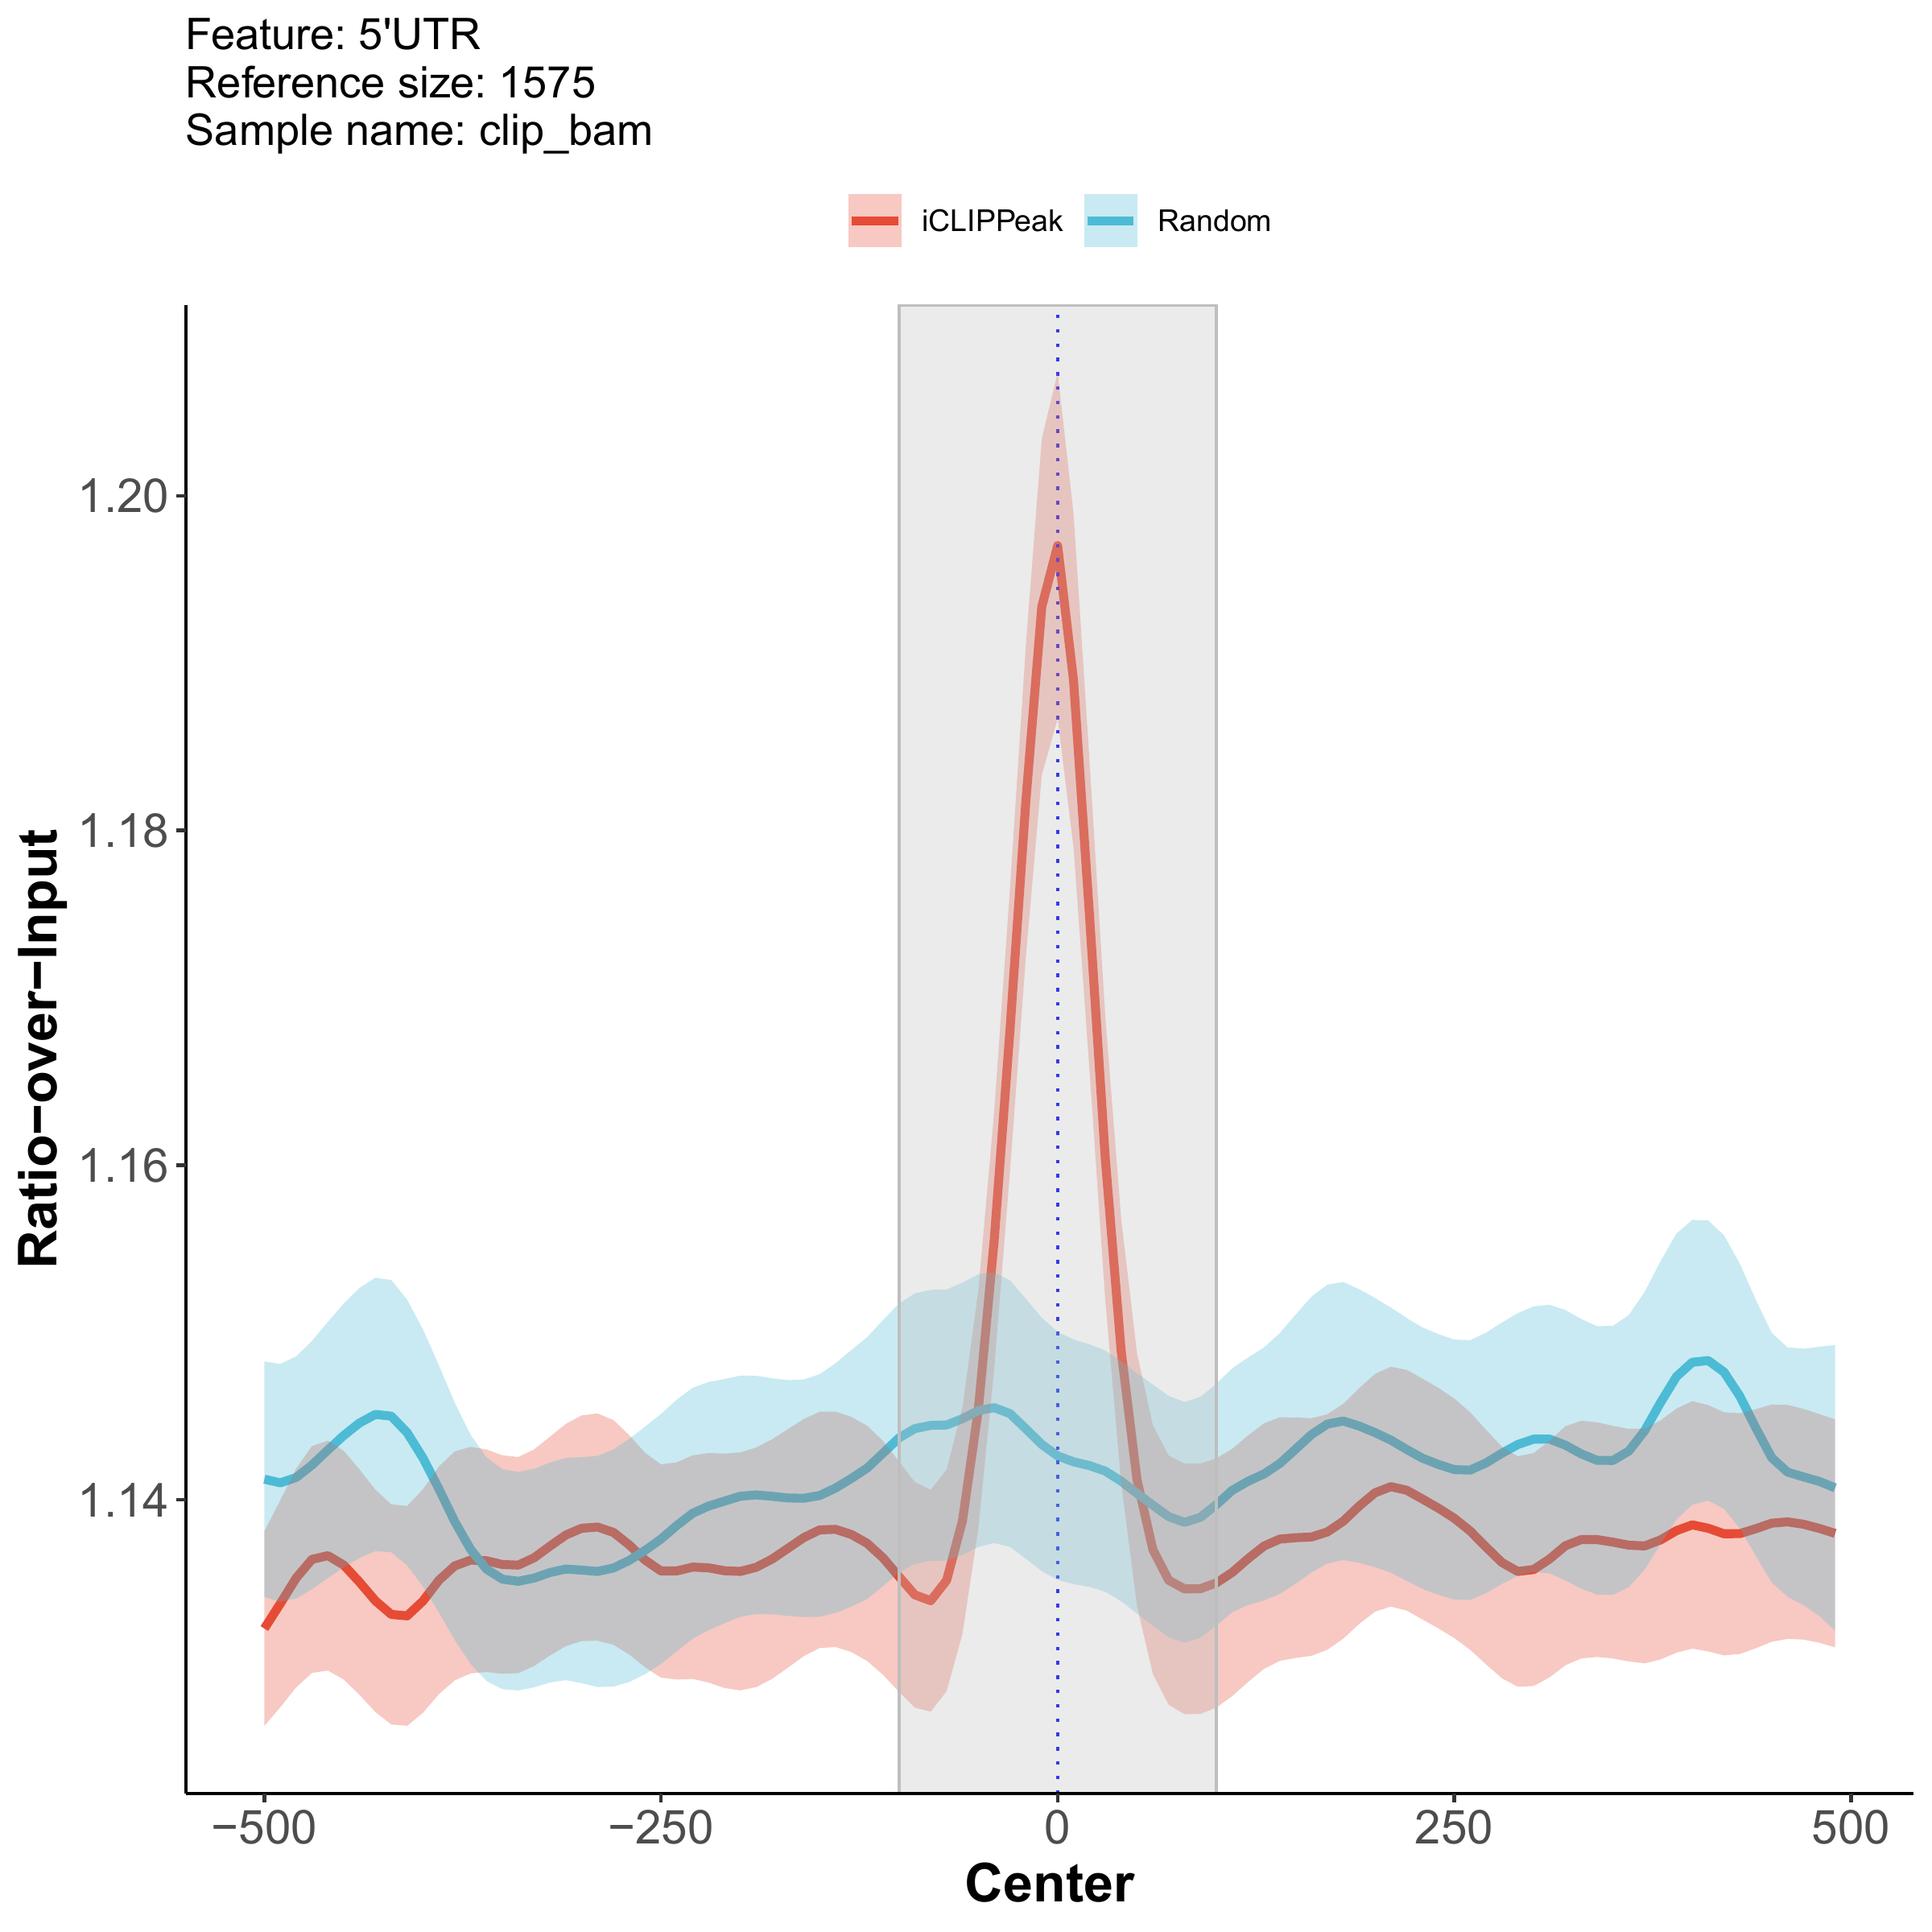 Feature: 5'UTR
Reference size: 1575
Sample name: clip_bam
iCLIPPeak Random
1.20
1.18
1.16
1.14
Ratio−over−Input
−500 −250 0 250 500
Center